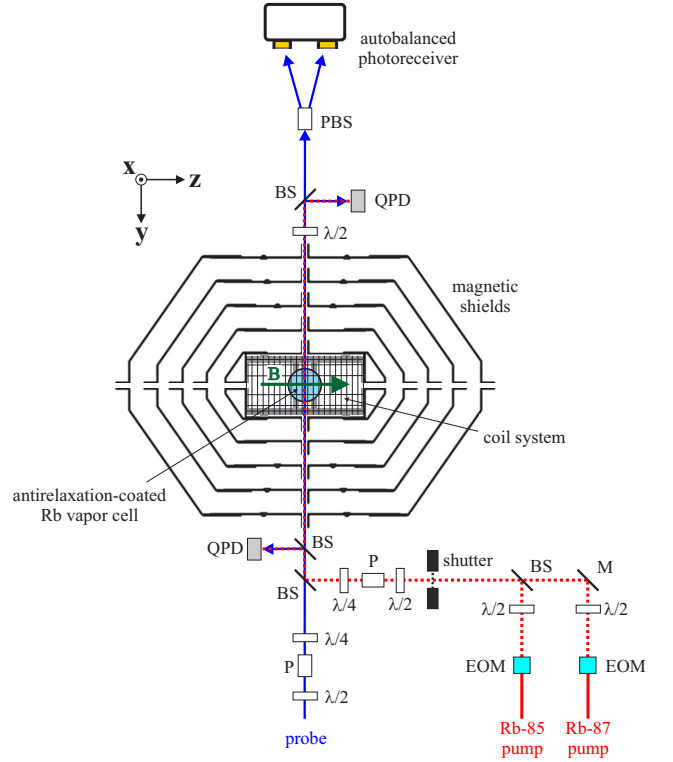 autobalanced
photoreceiver
PBS
x
z
y
BS
QPD
λ/2
magnetic
shields
B
coil system
antirelaxation-coated
Rb vapor cell
QPD
BS
BS
λ/4
P
λ/2
shutter
BS
M
λ/2
λ/2
λ/4
P
λ/2
EOM
EOM
probe
Rb-85
pump
Rb-87
pump